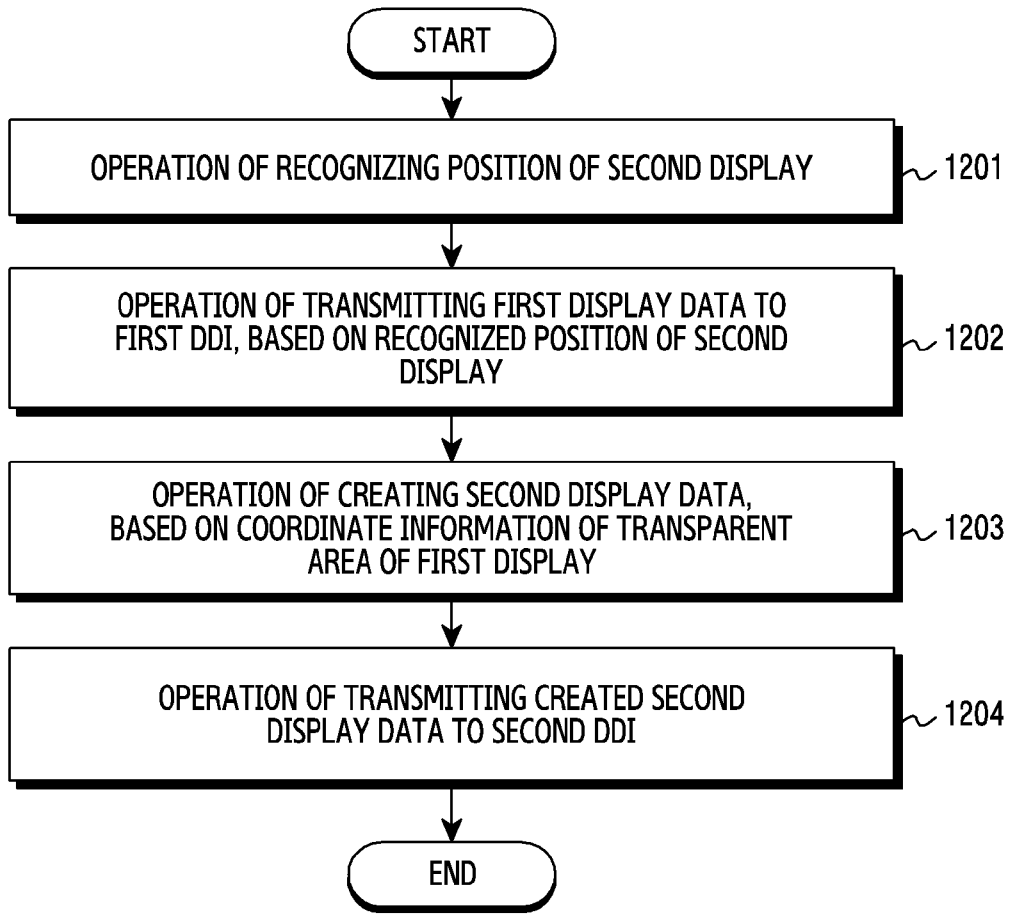 START
OPERATION OF RECOGNIZING POSITION OF SECOND DISPLAY
1201
OPERATION OF TRANSMITTING FIRST DISPLAY DATA TO
FIRST DDI, BASED ON RECOGNIZED POSITION OF SECOND
DISPLAY
1202
OPERATION OF CREATING SECOND DISPLAY DATA,
BASED ON COORDINATE INFORMATION OF TRANSPARENT
AREA OF FIRST DISPLAY
1203
OPERATION OF TRANSMITTING CREATED SECOND
DISPLAY DATA TO SECOND DDI
1204
END